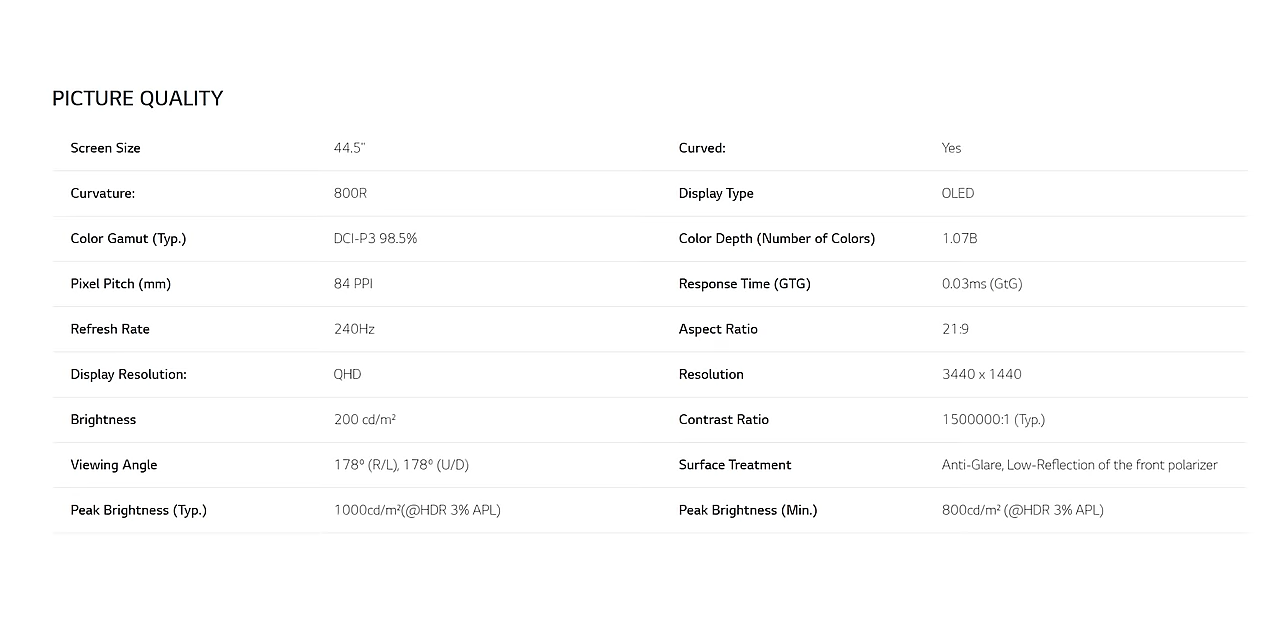 PICTURE QUALITY
Screen Size 44.5" Curved: Yes
Curvature: 800R Display Type OLED
Color Gamut (Typ.) DCI-P3 98.5% Color Depth (Number of Colors) 1.07B
Pixel Pitch (mm) 84 PPI Response Time (GTG) 0.03ms (GtG)
Refresh Rate 240Hz Aspect Ratio 21:9
Display Resolution: QHD Resolution 3440 x 1440
Brightness 200 cd/m² Contrast Ratio 1500000:1 (Typ.)
Viewing Angle 178º (R/L), 178º (U/D) Surface Treatment Anti-Glare, Low-Reflection of the front polarizer
Peak Brightness (Typ.) 1000cd/m²(@HDR 3% APL) Peak Brightness (Min.) 800cd/m² (@HDR 3% APL)